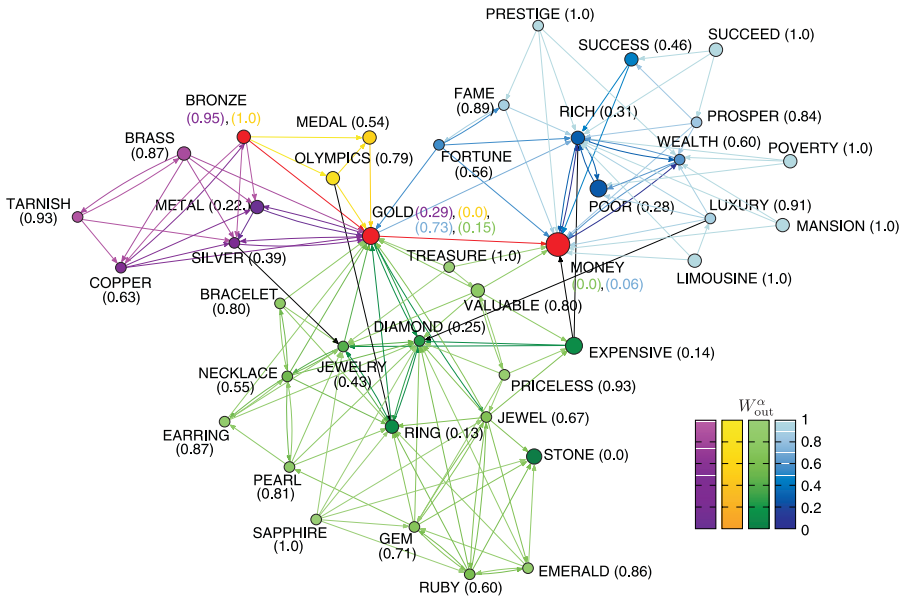 PRESTIGE (1.0)
SUCCESS (0.46)
SUCCEED (1.0)
FAME
(0.89)
RICH (0.31)
PROSPER (0.84)
BRONZE
(0.95), (1.0)
MEDAL (0.54)
BRASS
(0.87)
OLYMPICS (0.79)
FORTUNE
(0.56)
WEALTH (0.60)
POVERTY (1.0)
TARNISH
(0.93)
METAL (0.22)
GOLD (0.29), (0.0),
(0.73), (0.15)
POOR (0.28)
LUXURY (0.91)
MANSION (1.0)
SILVER (0.39)
TREASURE (1.0)
COPPER
(0.63)
MONEY
(0.0), (0.06)
LIMOUSINE (1.0)
BRACELET
(0.80)
VALUABLE (0.80)
DIAMOND (0.25)
EXPENSIVE (0.14)
JEWELRY
(0.43)
NECKLACE
(0.55)
PRICELESS (0.93)
EARRING
(0.87)
RING (0.13)
JEWEL (0.67)
STONE (0.0)
PEARL
(0.81)
SAPPHIRE
(1.0)
GEM
(0.71)
RUBY (0.60)
EMERALD (0.86)
W^α_out
1
0.8
0.6
0.4
0.2
0